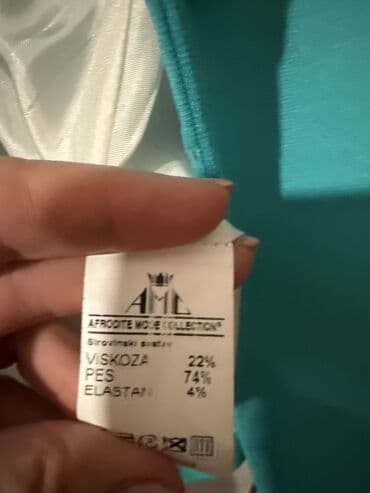 AML
AFRODITE MODE COLLECTION®
Sirovinski sastav
VISKOZA 22%
PES 74%
ELASTAN 4%